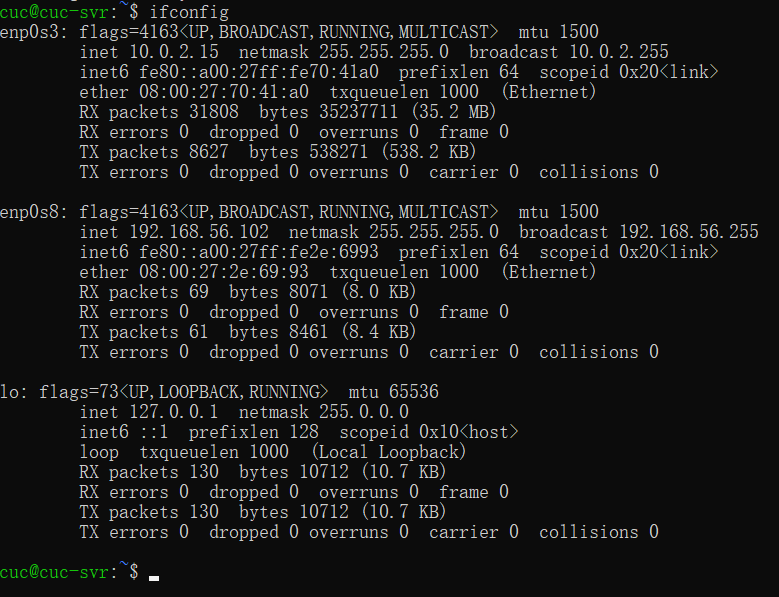 cuc@cuc-svr:~$ ifconfig
enp0s3: flags=4163<UP,BROADCAST,RUNNING,MULTICAST>  mtu 1500
        inet 10.0.2.15  netmask 255.255.255.0  broadcast 10.0.2.255
        inet6 fe80::a00:27ff:fe70:41a0  prefixlen 64  scopeid 0x20<link>
        ether 08:00:27:70:41:a0  txqueuelen 1000  (Ethernet)
        RX packets 31808  bytes 35237711 (35.2 MB)
        RX errors 0  dropped 0  overruns 0  frame 0
        TX packets 8627  bytes 538271 (538.2 KB)
        TX errors 0  dropped 0 overruns 0  carrier 0  collisions 0

enp0s8: flags=4163<UP,BROADCAST,RUNNING,MULTICAST>  mtu 1500
        inet 192.168.56.102  netmask 255.255.255.0  broadcast 192.168.56.255
        inet6 fe80::a00:27ff:fe2e:6993  prefixlen 64  scopeid 0x20<link>
        ether 08:00:27:2e:69:93  txqueuelen 1000  (Ethernet)
        RX packets 69  bytes 8071 (8.0 KB)
        RX errors 0  dropped 0  overruns 0  frame 0
        TX packets 61  bytes 8461 (8.4 KB)
        TX errors 0  dropped 0 overruns 0  carrier 0  collisions 0

lo: flags=73<UP,LOOPBACK,RUNNING>  mtu 65536
        inet 127.0.0.1  netmask 255.0.0.0
        inet6 ::1  prefixlen 128  scopeid 0x10<host>
        loop  txqueuelen 1000  (Local Loopback)
        RX packets 130  bytes 10712 (10.7 KB)
        RX errors 0  dropped 0  overruns 0  frame 0
        TX packets 130  bytes 10712 (10.7 KB)
        TX errors 0  dropped 0 overruns 0  carrier 0  collisions 0

cuc@cuc-svr:~$